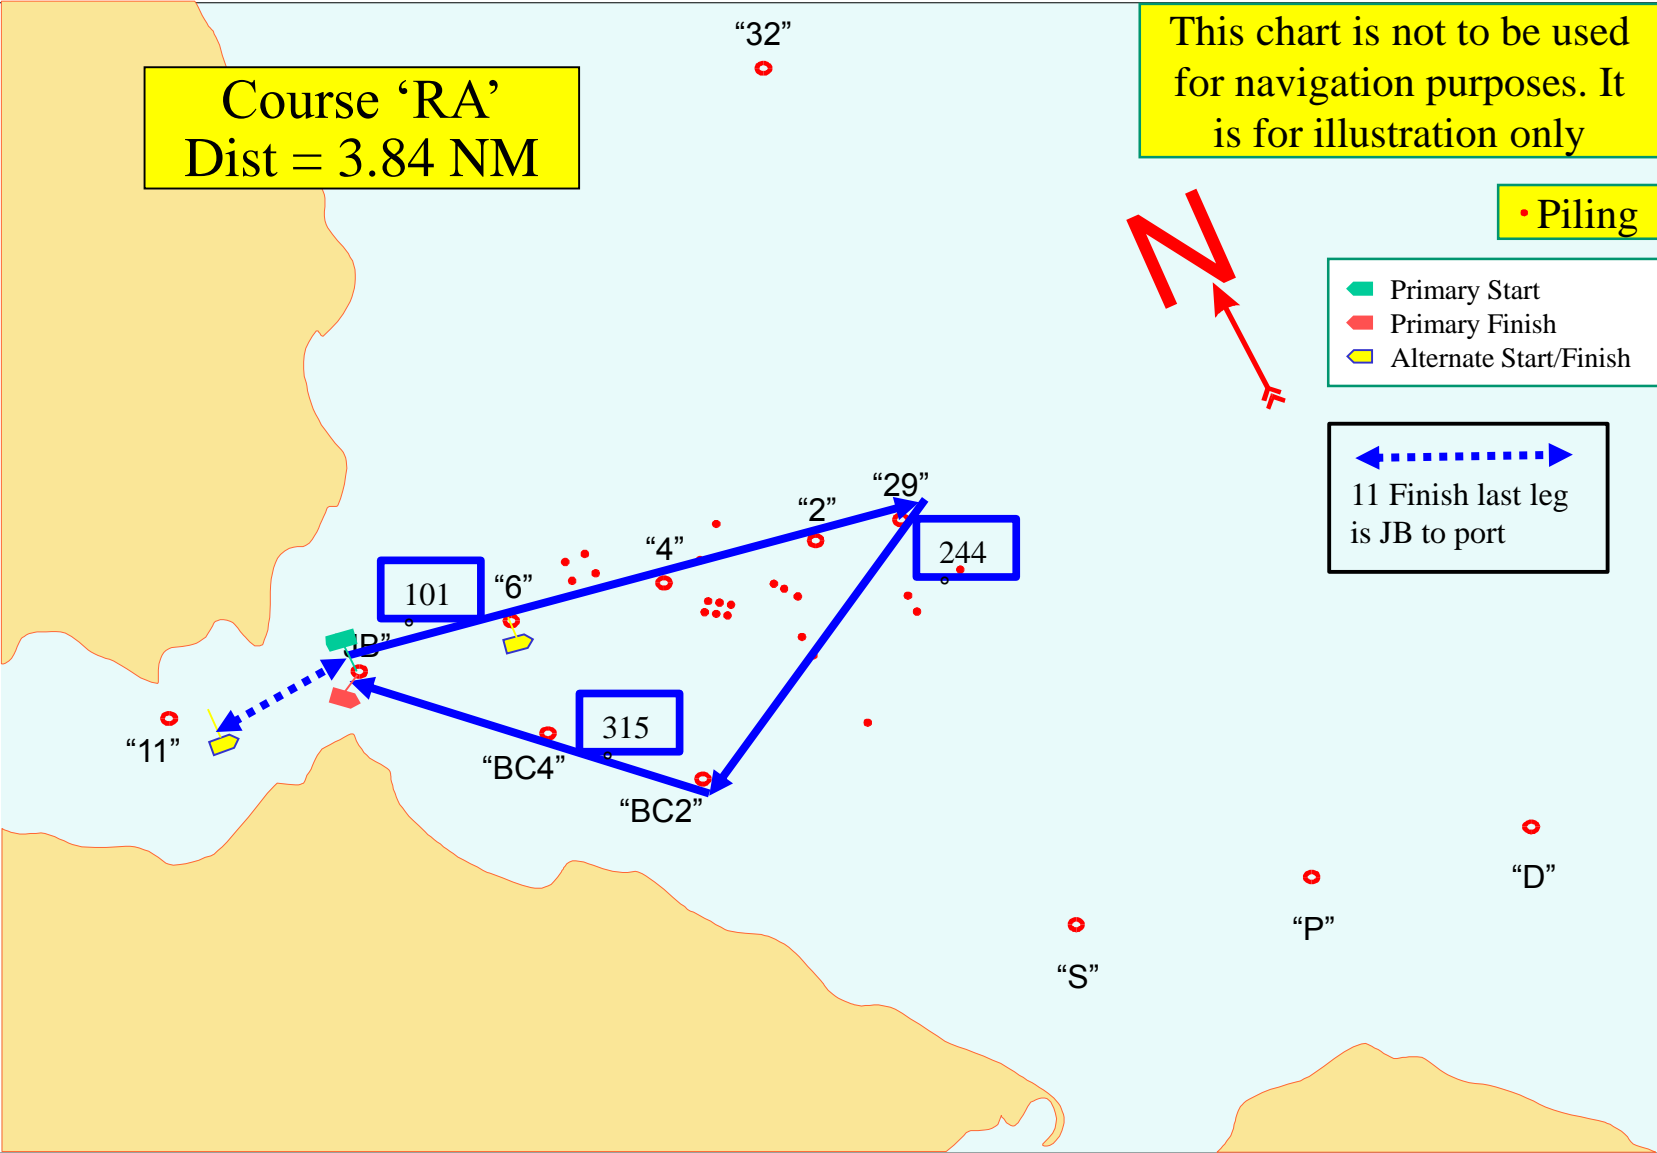 “32”
This chart is not to be used
for navigation purposes. It
is for illustration only
Course ‘RA’
Dist = 3.84 NM
N
Piling
Primary Start
Primary Finish
Alternate Start/Finish
11 Finish last leg
is JB to port
“29”
“2”
“4”
244°
“6”
101°
JB”
315°
“11”
“BC4”
“BC2”
“D”
“P”
“S”